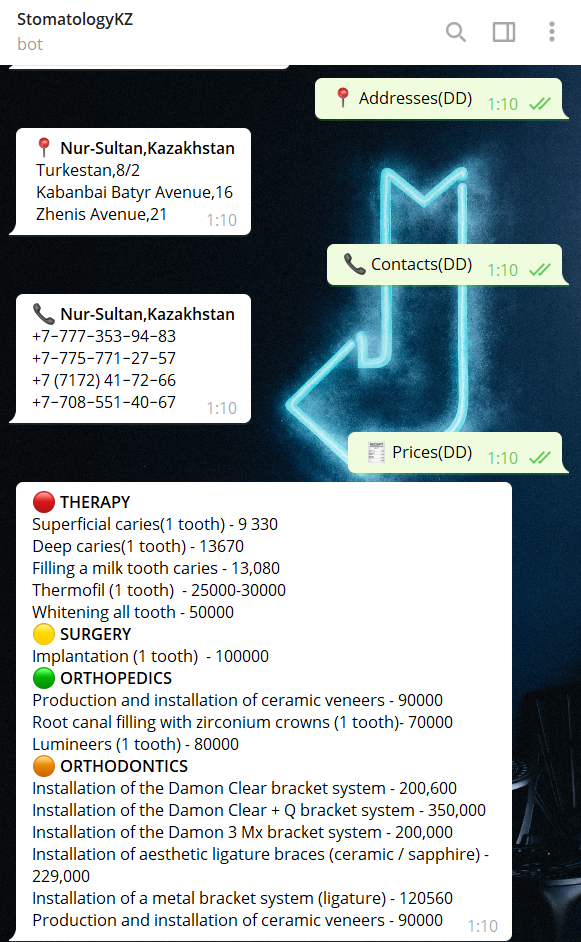 StomatologyKZ
bot
📍 Addresses(DD) 1:10
📍 Nur-Sultan,Kazakhstan
Turkestan,8/2
Kabanbai Batyr Avenue,16
Zhenis Avenue,21 1:10
📞 Contacts(DD) 1:10
📞 Nur-Sultan,Kazakhstan
+7-777-353-94-83
+7-775-771-27-57
+7 (7172) 41-72-66
+7-708-551-40-67 1:10
🧾 Prices(DD) 1:10
🔴 THERAPY
Superficial caries(1 tooth) - 9 330
Deep caries(1 tooth) - 13670
Filling a milk tooth caries - 13,080
Thermofil (1 tooth)  - 25000-30000
Whitening all tooth - 50000
🟡 SURGERY
Implantation (1 tooth)  - 100000
🟢 ORTHOPEDICS
Production and installation of ceramic veneers - 90000
Root canal filling with zirconium crowns (1 tooth)- 70000
Lumineers (1 tooth) - 80000
🟠 ORTHODONTICS
Installation of the Damon Clear bracket system - 200,600
Installation of the Damon Clear + Q bracket system - 350,000
Installation of the Damon 3 Mx bracket system - 200,000
Installation of aesthetic ligature braces (ceramic / sapphire) -
229,000
Installation of a metal bracket system (ligature) - 120560
Production and installation of ceramic veneers - 90000 1:10